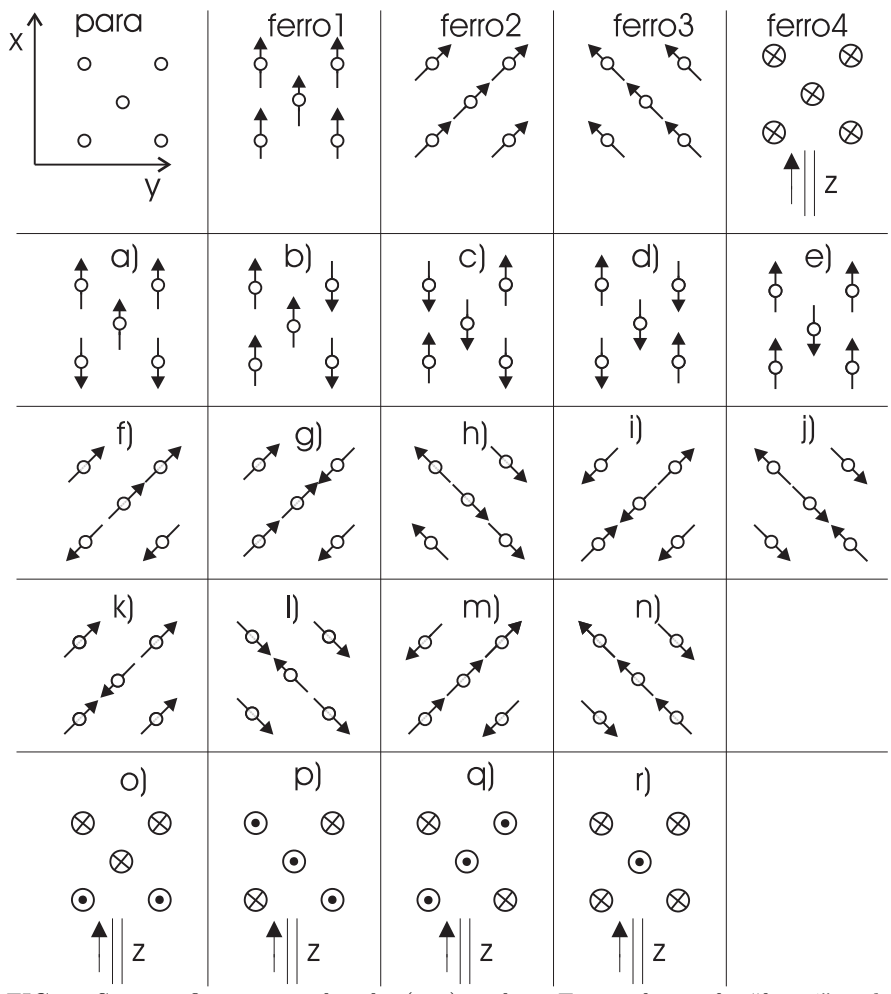 para ferro1 ferro2 ferro3 ferro4
x
y
z
a) b) c) d) e)
f) g) h) i) j)
k) l) m) n)
o) p) q) r)
z z z z